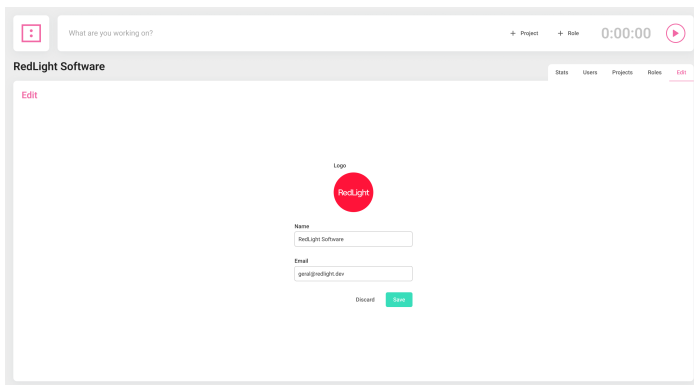 What are you working on?
+ Project
+ Role
0:00:00
RedLight Software
Stats
Users
Projects
Roles
Edit
Edit
Logo
RedLight
Name
RedLight Software
Email
geral@redlight.dev
Discard
Save